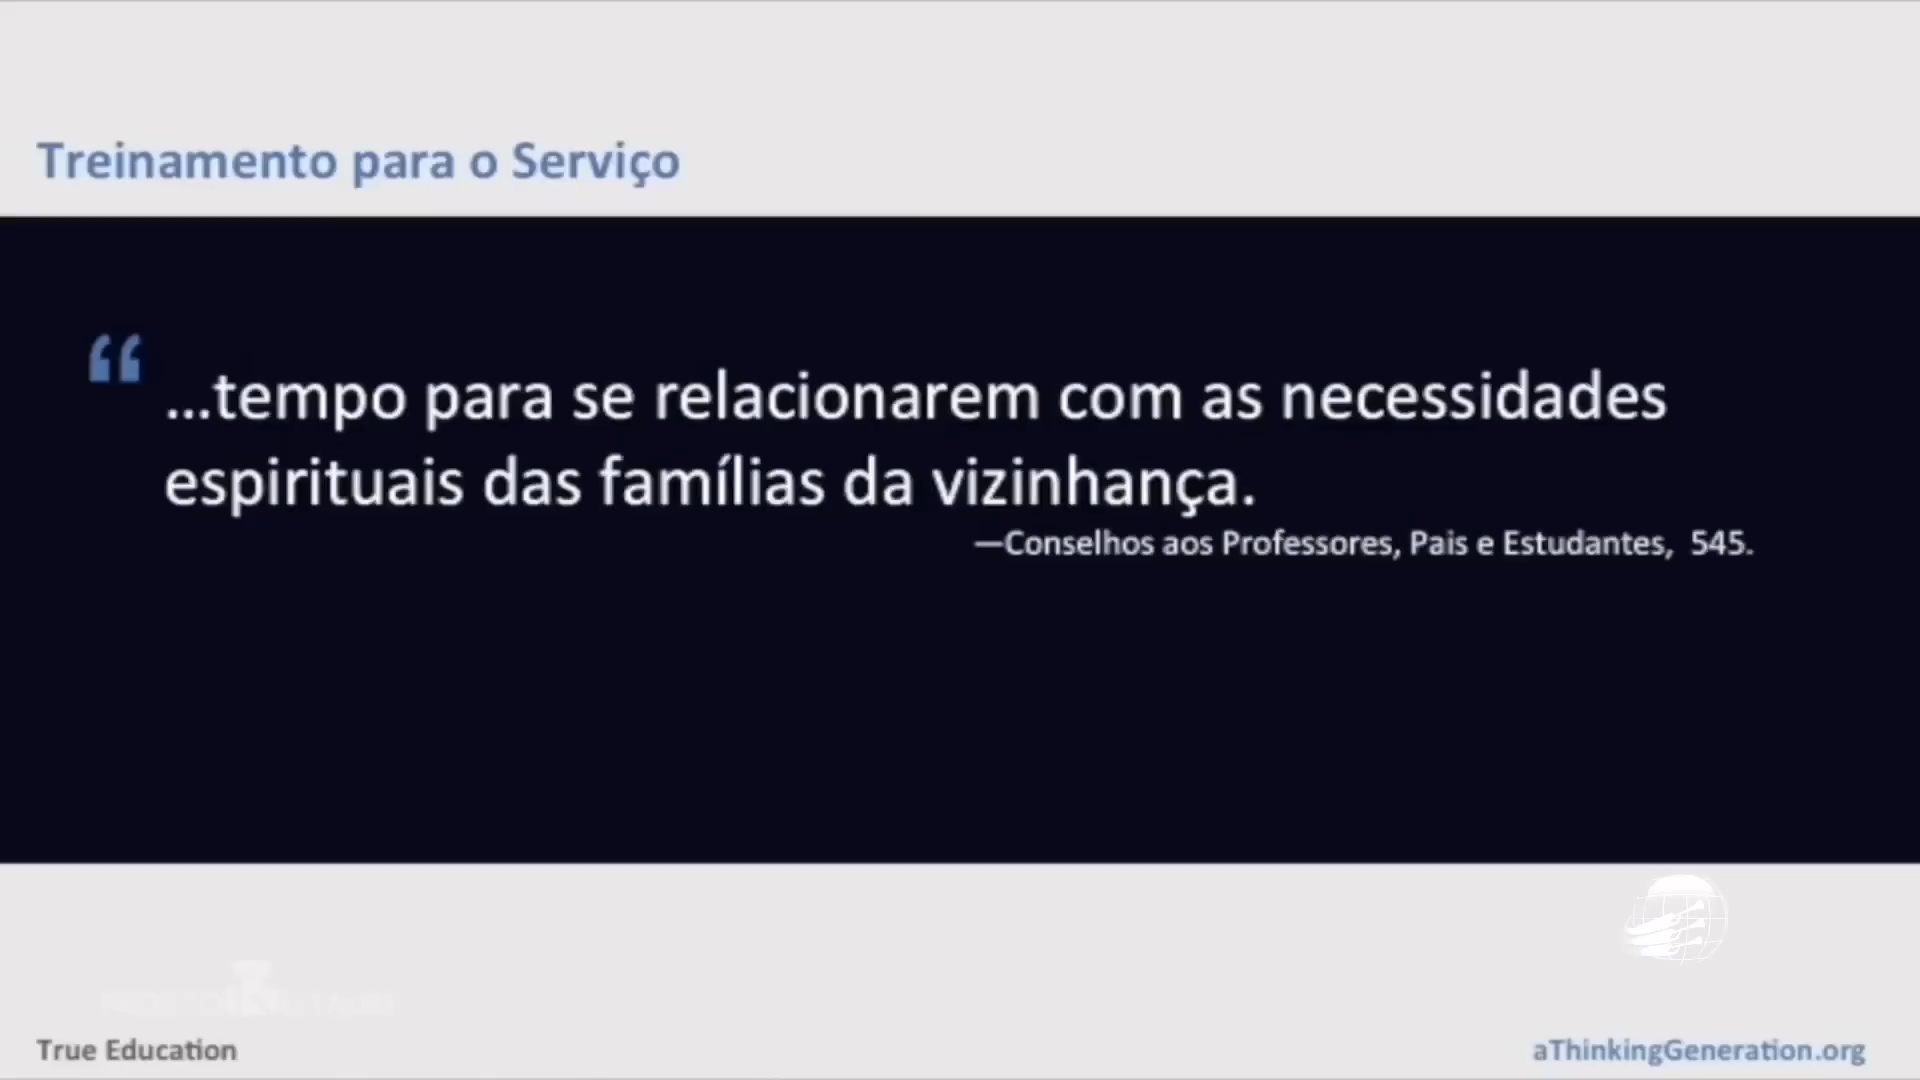 Treinamento para o Serviço
“ ...tempo para se relacionarem com as necessidades
espirituais das famílias da vizinhança.
—Conselhos aos Professores, Pais e Estudantes, 545.
True Education
aThinkingGeneration.org